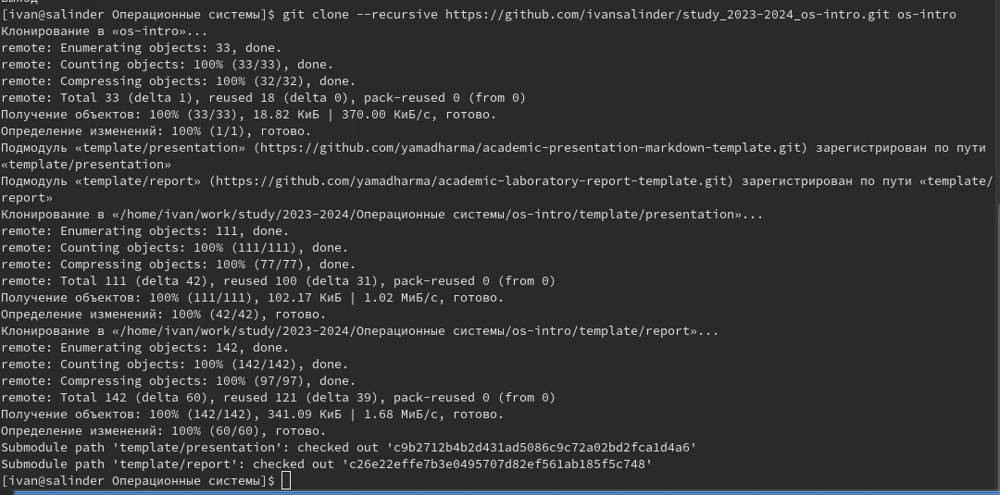 Выход
[ivan@salinder Операционные системы]$ git clone --recursive https://github.com/ivansalinder/study_2023-2024_os-intro.git os-intro
Клонирование в «os-intro»...
remote: Enumerating objects: 33, done.
remote: Counting objects: 100% (33/33), done.
remote: Compressing objects: 100% (32/32), done.
remote: Total 33 (delta 1), reused 18 (delta 0), pack-reused 0 (from 0)
Получение объектов: 100% (33/33), 18.82 КиБ | 370.00 КиБ/с, готово.
Определение изменений: 100% (1/1), готово.
Подмодуль «template/presentation» (https://github.com/yamadharma/academic-presentation-markdown-template.git) зарегистрирован по пути
«template/presentation»
Подмодуль «template/report» (https://github.com/yamadharma/academic-laboratory-report-template.git) зарегистрирован по пути «template/
report»
Клонирование в «/home/ivan/work/study/2023-2024/Операционные системы/os-intro/template/presentation»...
remote: Enumerating objects: 111, done.
remote: Counting objects: 100% (111/111), done.
remote: Compressing objects: 100% (77/77), done.
remote: Total 111 (delta 42), reused 100 (delta 31), pack-reused 0 (from 0)
Получение объектов: 100% (111/111), 102.17 КиБ | 1.02 МиБ/с, готово.
Определение изменений: 100% (42/42), готово.
Клонирование в «/home/ivan/work/study/2023-2024/Операционные системы/os-intro/template/report»...
remote: Enumerating objects: 142, done.
remote: Counting objects: 100% (142/142), done.
remote: Compressing objects: 100% (97/97), done.
remote: Total 142 (delta 60), reused 121 (delta 39), pack-reused 0 (from 0)
Получение объектов: 100% (142/142), 341.09 КиБ | 1.68 МиБ/с, готово.
Определение изменений: 100% (60/60), готово.
Submodule path 'template/presentation': checked out 'c9b2712b4b2d431ad5086c9c72a02bd2fca1d4a6'
Submodule path 'template/report': checked out 'c26e22effe7b3e0495707d82ef561ab185f5c748'
[ivan@salinder Операционные системы]$